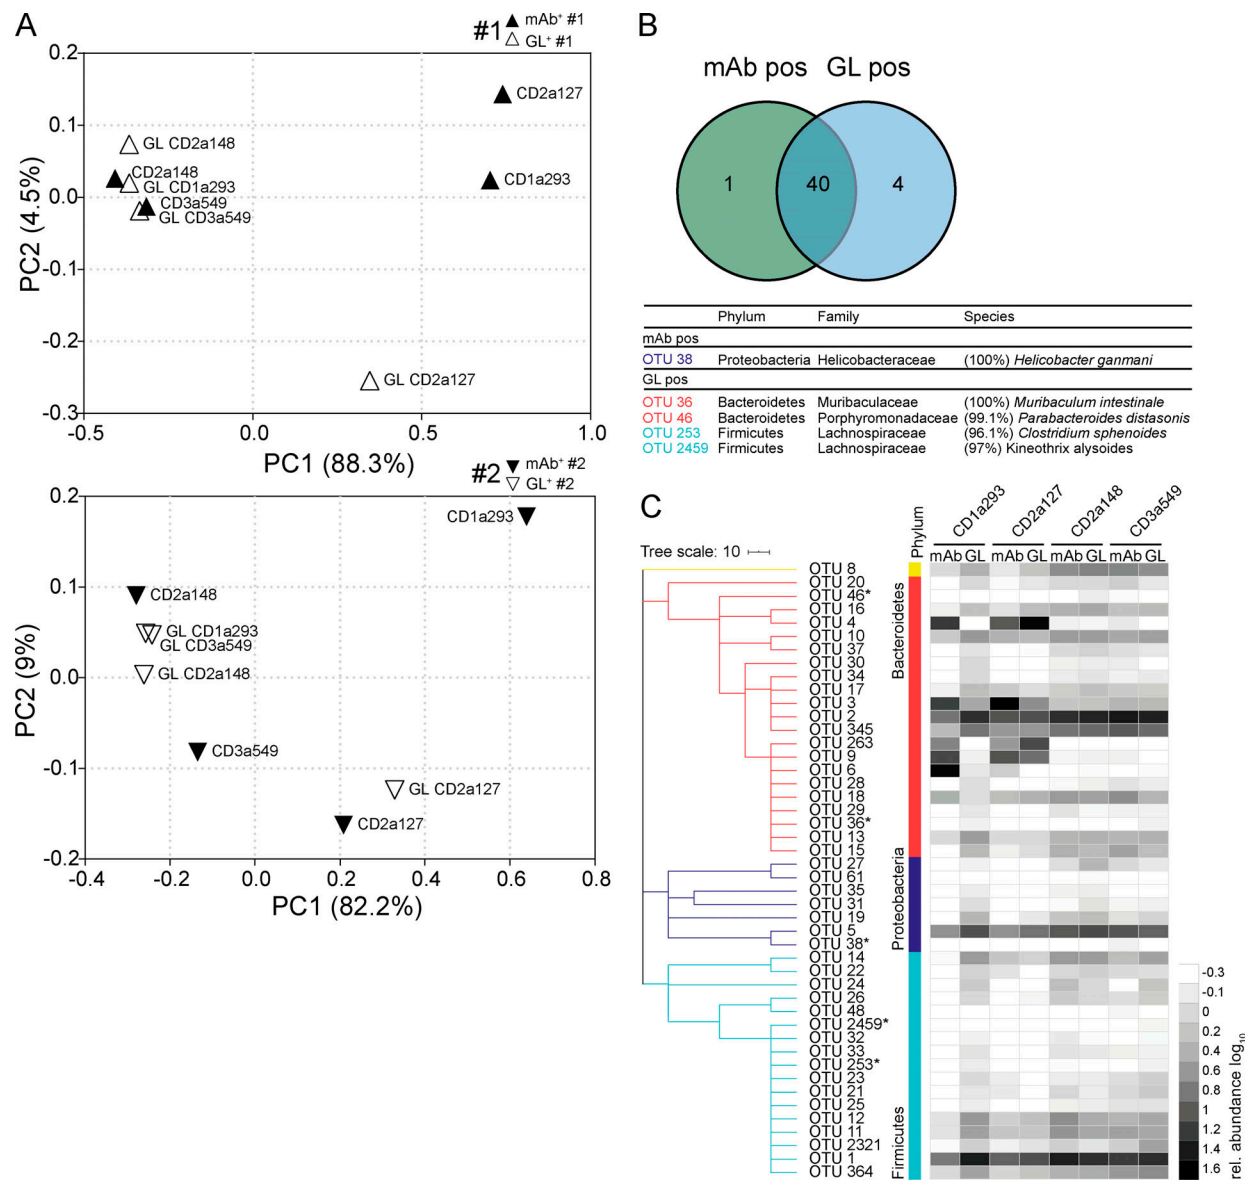 A
#1
mAb⁺ #1
GL⁺ #1
0.2
0.1
0.0
-0.1
-0.2
-0.3
PC2 (4.5%)
CD2a127
CD1a293
GL CD2a148
CD2a148
GL CD1a293
CD3a549
GL CD3a549
GL CD2a127
-0.5 0.0 0.5 1.0
PC1 (88.3%)
#2
mAb⁺ #2
GL⁺ #2
0.2
0.1
0.0
-0.1
-0.2
PC2 (9%)
CD1a293
CD2a148
GL CD1a293
GL CD3a549
GL CD2a148
CD3a549
GL CD2a127
CD2a127
-0.4 -0.2 0.0 0.2 0.4 0.6 0.8
PC1 (82.2%)
B
mAb pos GL pos
1 40 4
Phylum Family Species
mAb pos
OTU 38 Proteobacteria Helicobacteraceae (100%) Helicobacter ganmani
GL pos
OTU 36 Bacteroidetes Muribaculaceae (100%) Muribaculum intestinale
OTU 46 Bacteroidetes Porphyromonadaceae (99.1%) Parabacteroides distasonis
OTU 253 Firmicutes Lachnospiraceae (96.1%) Clostridium sphenoides
OTU 2459 Firmicutes Lachnospiraceae (97%) Kineothrix alysoides
C
CD1a293 CD2a127 CD2a148 CD3a549
Tree scale: 10
Phylum
mAb GL mAb GL mAb GL mAb GL
OTU 8
OTU 20
OTU 46*
OTU 16
OTU 4
OTU 10
OTU 37
OTU 30
OTU 34
OTU 17
OTU 3
OTU 2
OTU 345
OTU 263
OTU 9
OTU 6
OTU 28
OTU 18
OTU 29
OTU 36*
OTU 13
OTU 15
OTU 27
OTU 61
OTU 35
OTU 31
OTU 19
OTU 5
OTU 38*
OTU 14
OTU 22
OTU 24
OTU 26
OTU 48
OTU 2459*
OTU 32
OTU 33
OTU 253*
OTU 23
OTU 21
OTU 25
OTU 12
OTU 11
OTU 2321
OTU 1
OTU 364
Bacteroidetes
Proteobacteria
Firmicutes
-0.3
-0.1
0
0.2
0.4
0.6
0.8
1
1.2
1.4
1.6
rel. abundance log₁₀